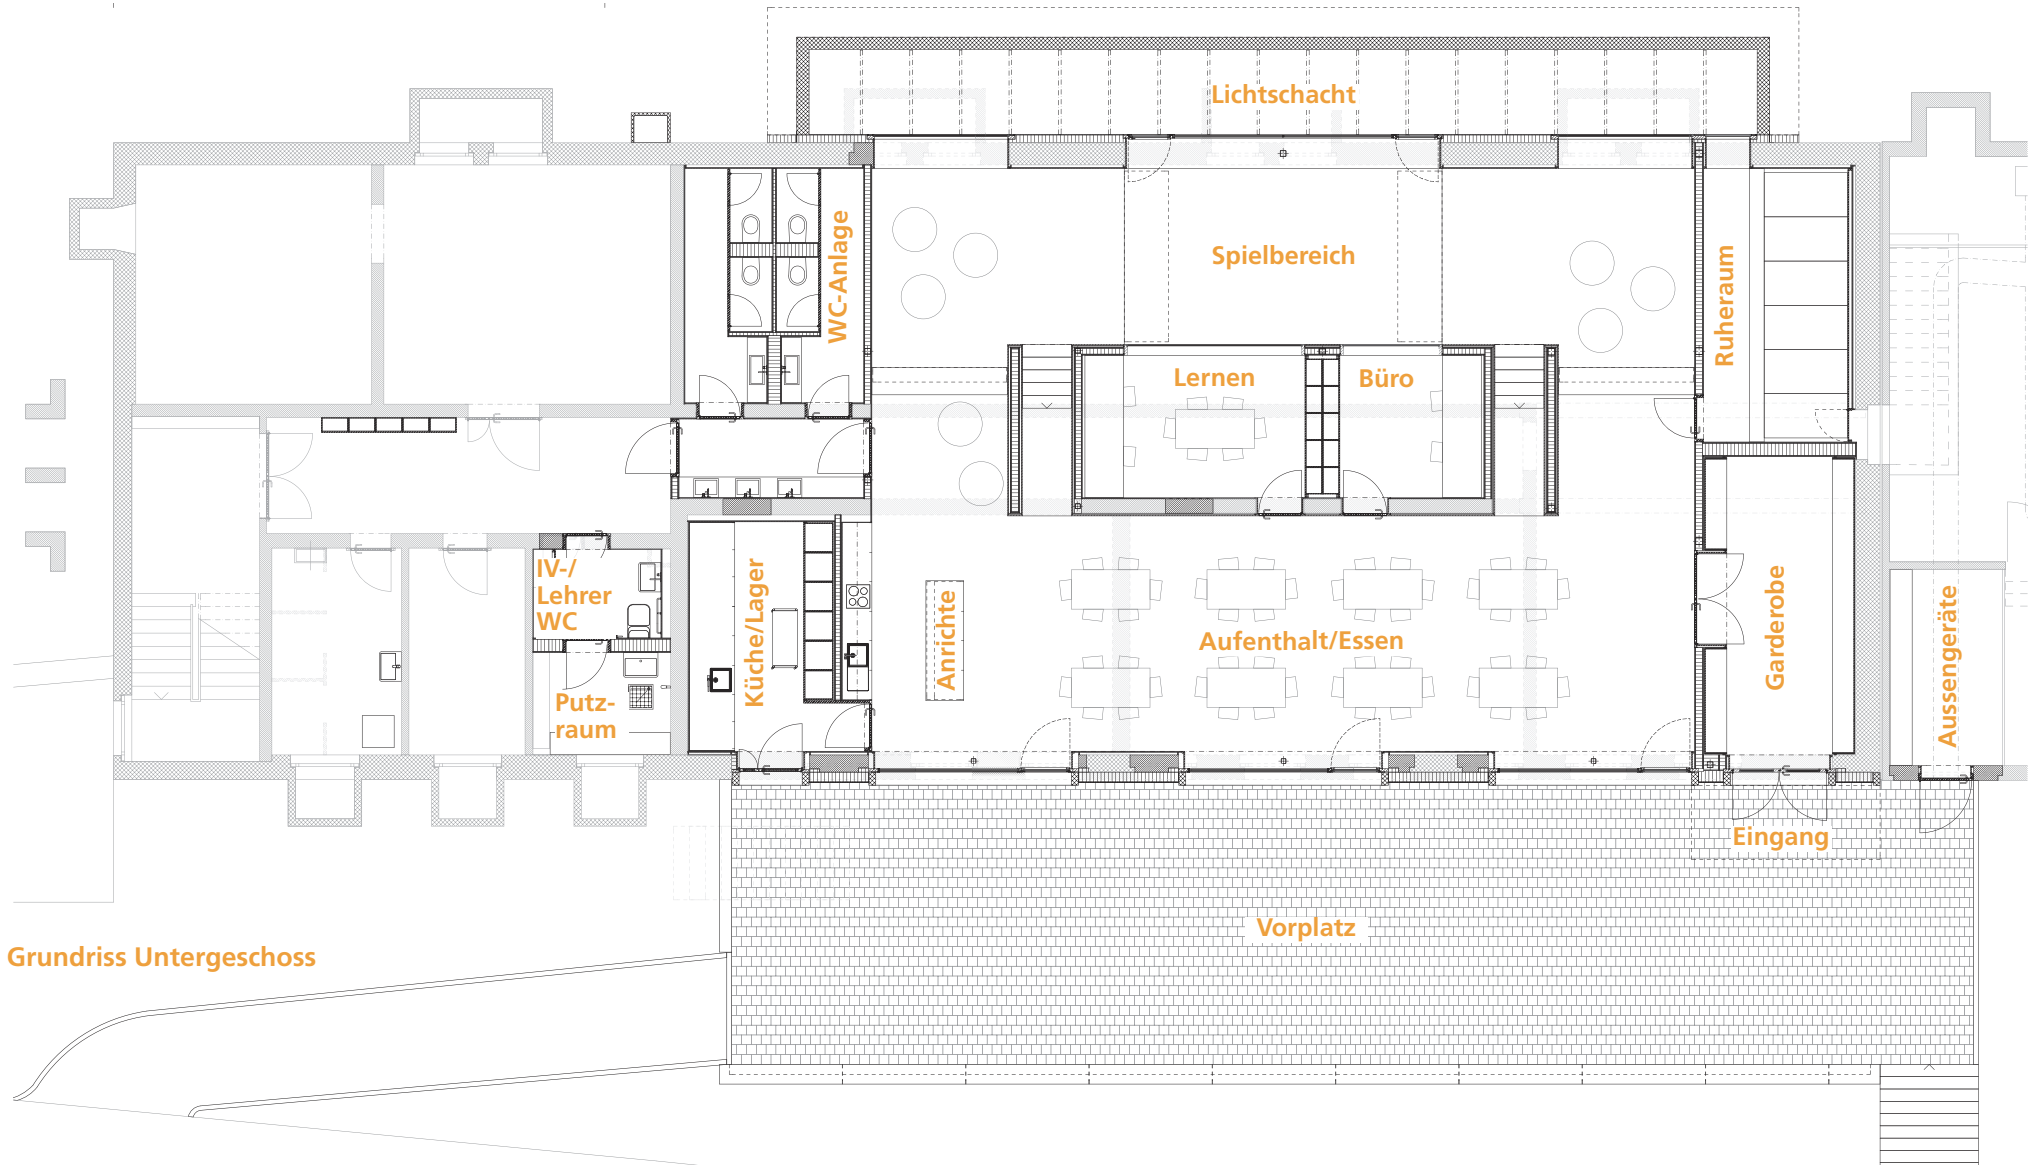 Lichtschacht
WC-Anlage
Spielbereich
Ruheraum
Lernen
Büro
IV-/
Lehrer
WC
Putz-
raum
Küche/Lager
Anrichte
Aufenthalt/Essen
Garderobe
Aussengeräte
Eingang
Vorplatz
Grundriss Untergeschoss